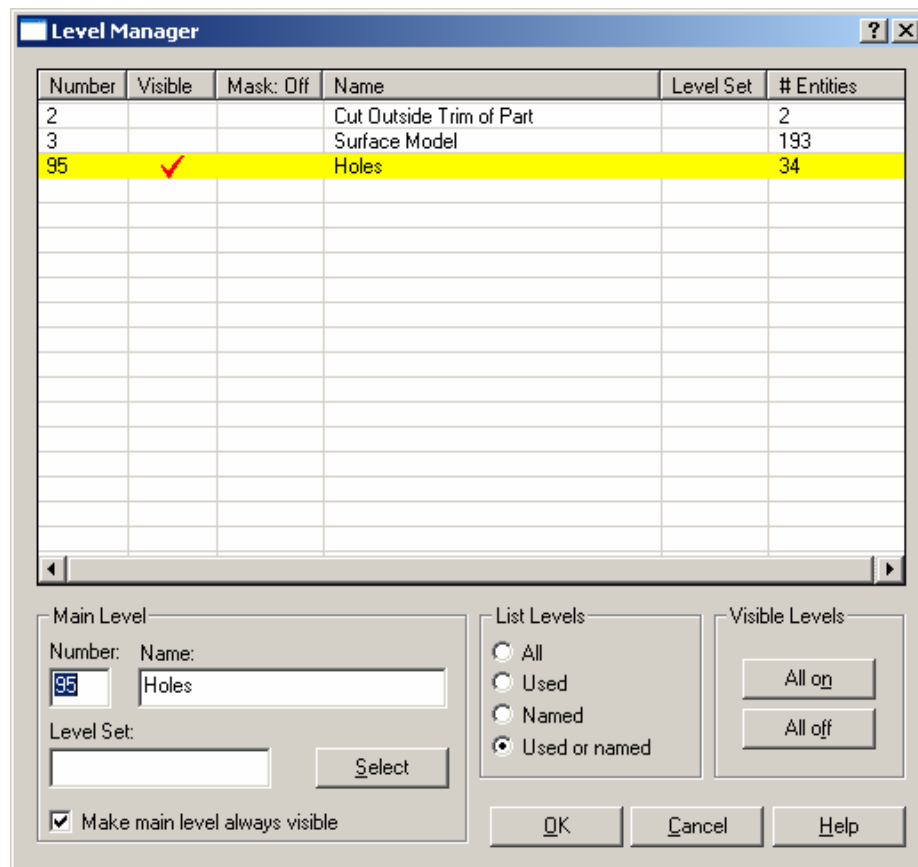 Level Manager
Number Visible Mask: Off Name Level Set # Entities
2 Cut Outside Trim of Part 2
3 Surface Model 193
95 Holes 34
Main Level List Levels Visible Levels
Number: Name: All
95 Holes Used All on
Level Set: Named All off
Select Used or named
Make main level always visible OK Cancel Help